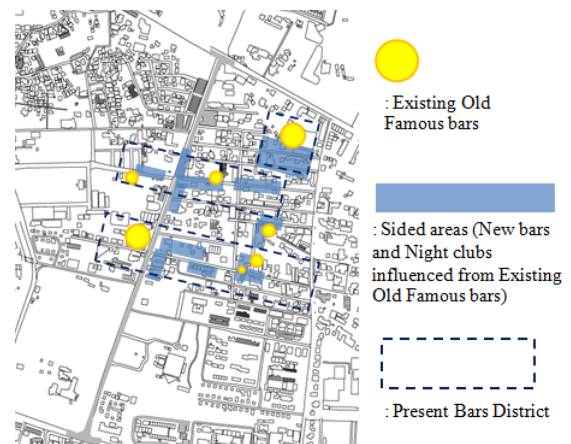 : Existing Old
Famous bars
: Sided areas (New bars
and Night clubs
influenced from Existing
Old Famous bars)
: Present Bars District